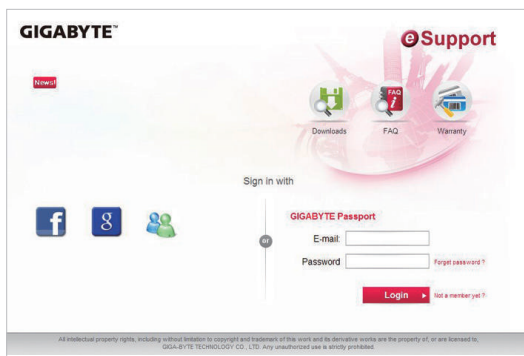 GIGABYTE™
eSupport
News!
FAQ
Downloads
FAQ
Warranty
Sign in with
f
g
or
GIGABYTE Passport
E-mail:
Password
Forget password ?
Login
Not a member yet ?
All intellectual property rights, including without limitation to copyright and trademark of this work and its derivative works are the property of, or are licensed to,
GIGA-BYTE TECHNOLOGY CO., LTD. Any unauthorized use is strictly prohibited.